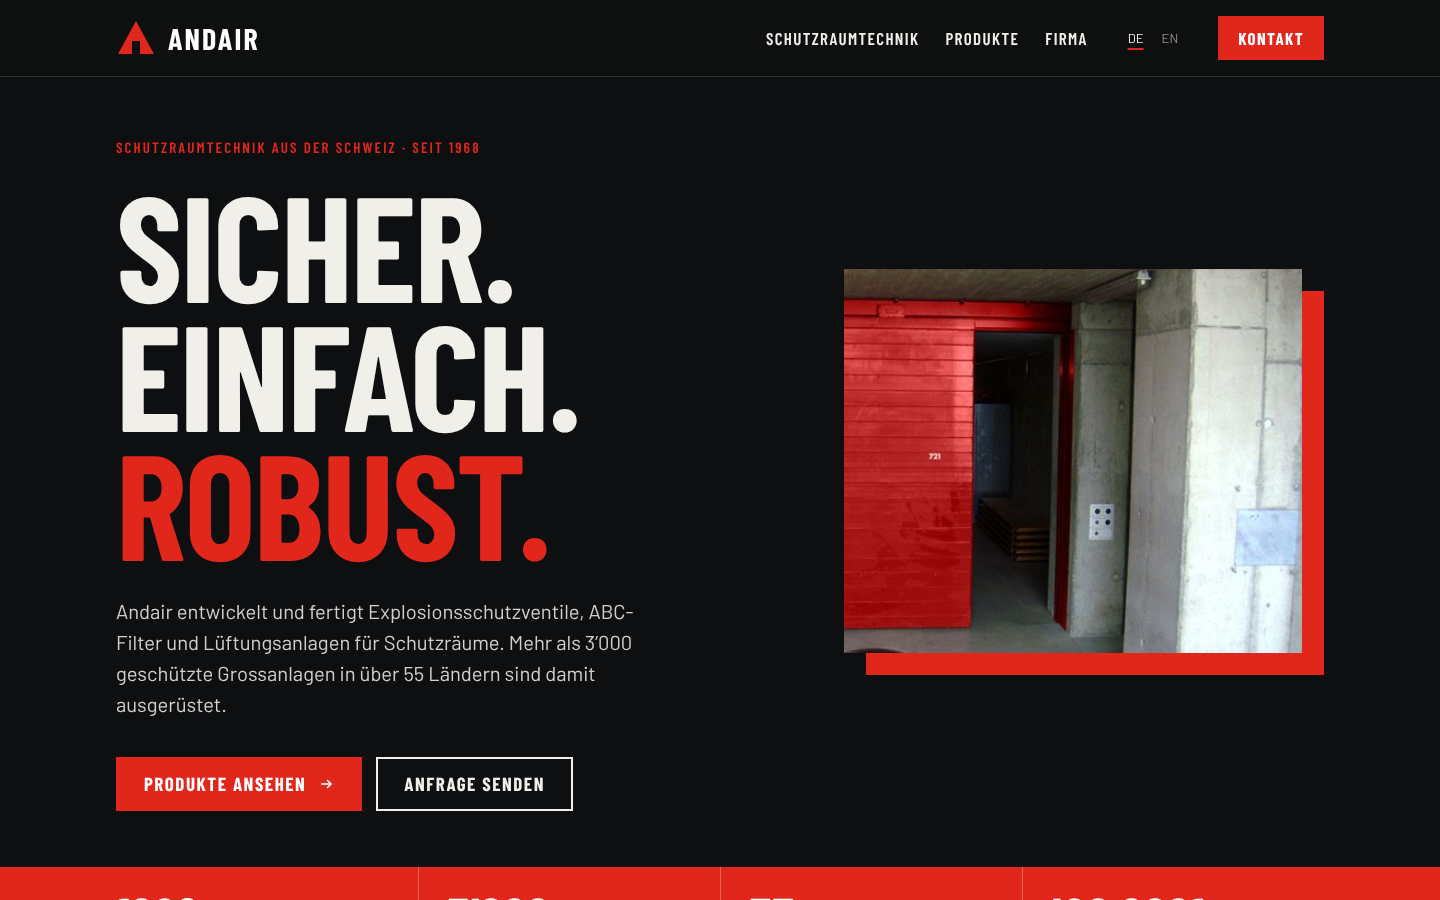 ANDAIR
SCHUTZRAUMTECHNIK PRODUKTE FIRMA DE EN KONTAKT
SCHUTZRAUMTECHNIK AUS DER SCHWEIZ · SEIT 1968
SICHER.
EINFACH.
ROBUST.
721
Andair entwickelt und fertigt Explosionsschutzventile, ABC-
Filter und Lüftungsanlagen für Schutzräume. Mehr als 3’000
geschützte Grossanlagen in über 55 Ländern sind damit
ausgerüstet.
PRODUKTE ANSEHEN →
ANFRAGE SENDEN